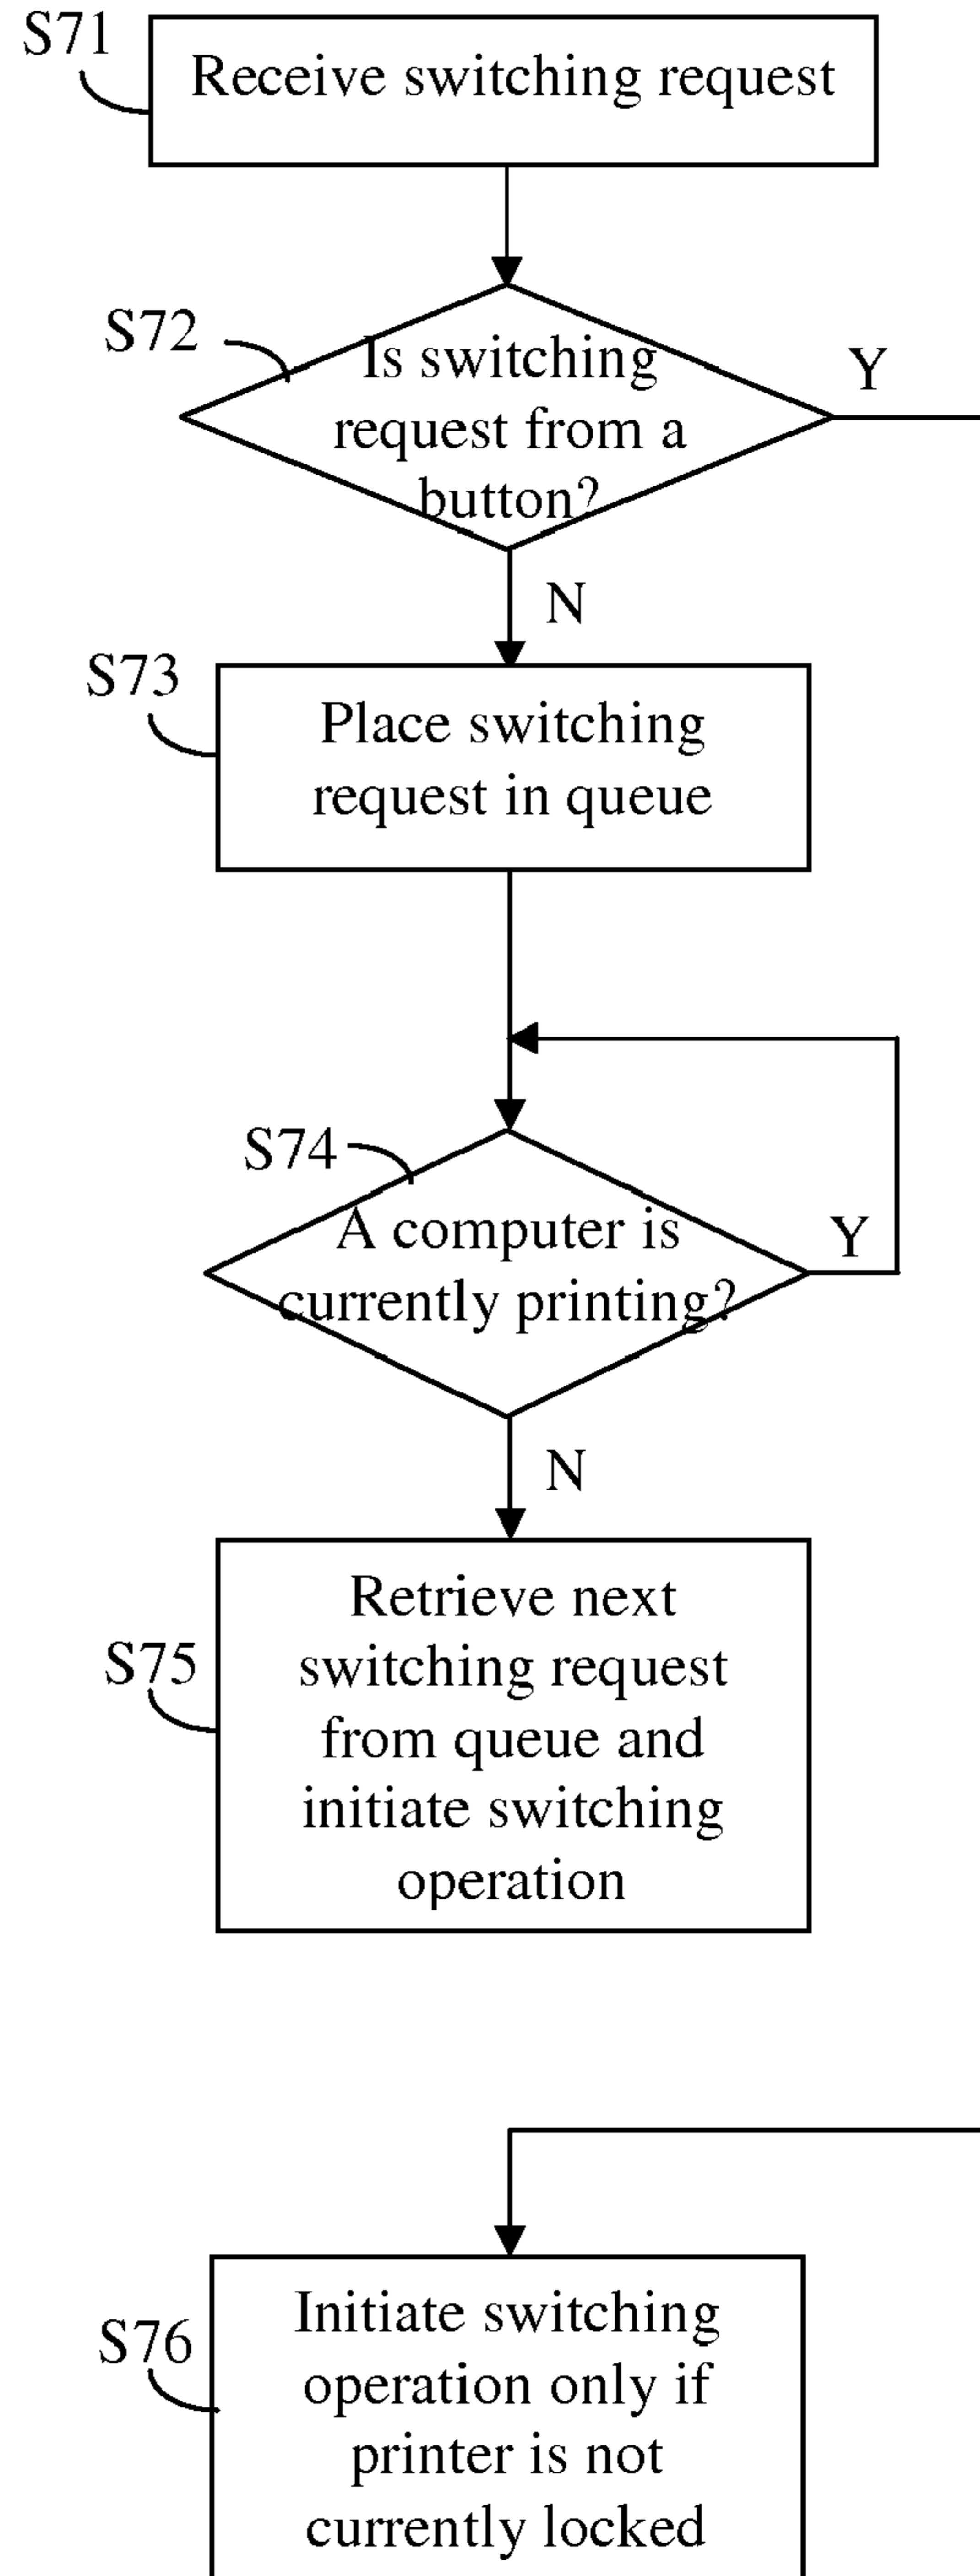 S71
Receive switching request
S72
Is switching
request from a
button?
Y
N
S73
Place switching
request in queue
S74
A computer is
currently printing?
Y
N
S75
Retrieve next
switching request
from queue and
initiate switching
operation
S76
Initiate switching
operation only if
printer is not
currently locked